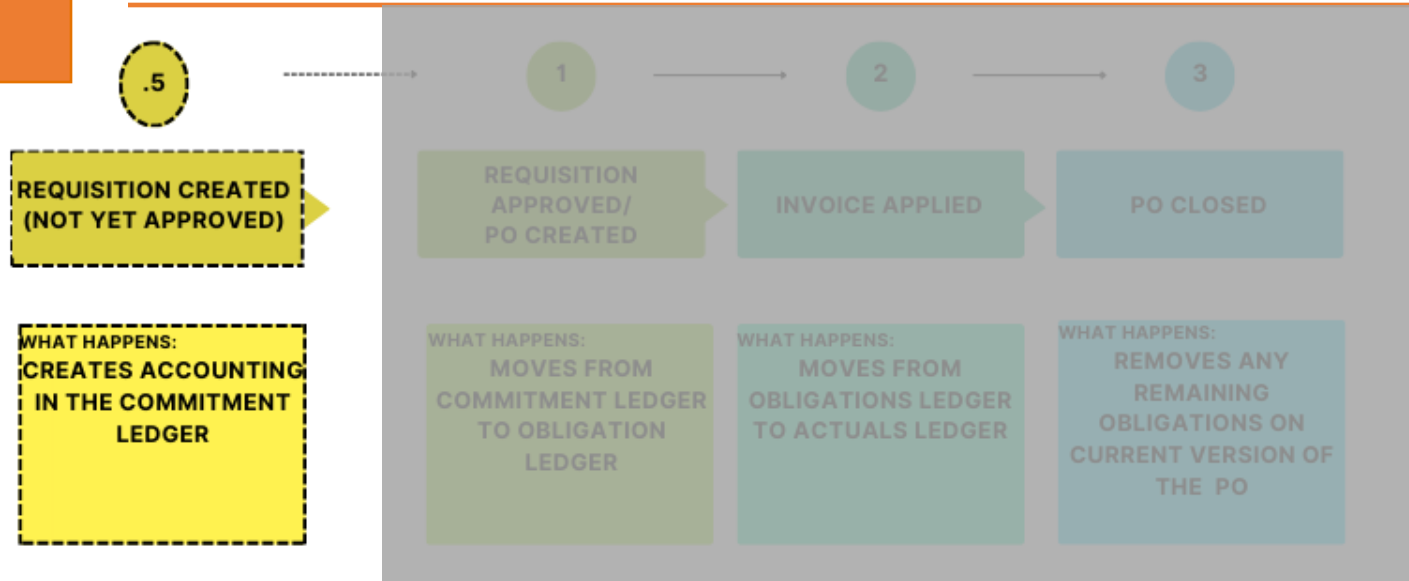 .5
1
2
3
REQUISITION CREATED
(NOT YET APPROVED)
REQUISITION
APPROVED/
PO CREATED
INVOICE APPLIED
PO CLOSED
WHAT HAPPENS:
CREATES ACCOUNTING
IN THE COMMITMENT
LEDGER
WHAT HAPPENS:
MOVES FROM
COMMITMENT LEDGER
TO OBLIGATION
LEDGER
WHAT HAPPENS:
MOVES FROM
OBLIGATIONS LEDGER
TO ACTUALS LEDGER
WHAT HAPPENS:
REMOVES ANY
REMAINING
OBLIGATIONS ON
CURRENT VERSION OF
THE PO